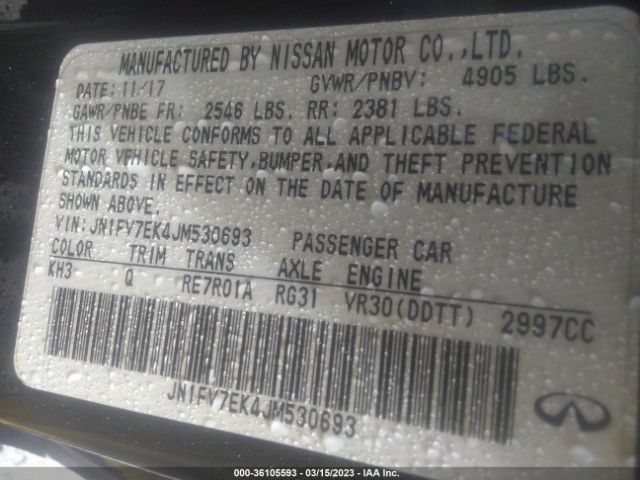 MANUFACTURED BY NISSAN MOTOR CO.,LTD.
DATE: 11/17 GVWR/PNBV: 4905 LBS.
GAWR/PNBE FR: 2546 LBS. RR: 2381 LBS.
THIS VEHICLE CONFORMS TO ALL APPLICABLE FEDERAL
MOTOR VEHICLE SAFETY, BUMPER, AND THEFT PREVENTION
STANDARDS IN EFFECT ON THE DATE OF MANUFACTURE
SHOWN ABOVE.
VIN: JN1FV7EK4JM530693 PASSENGER CAR
COLOR TRIM TRANS AXLE ENGINE
KH3 Q RE7R01A RG31 VR30(DDTT) 2997CC
JN1FV7EK4JM530693
000-36105593 - 03/15/2023 - IAA Inc.